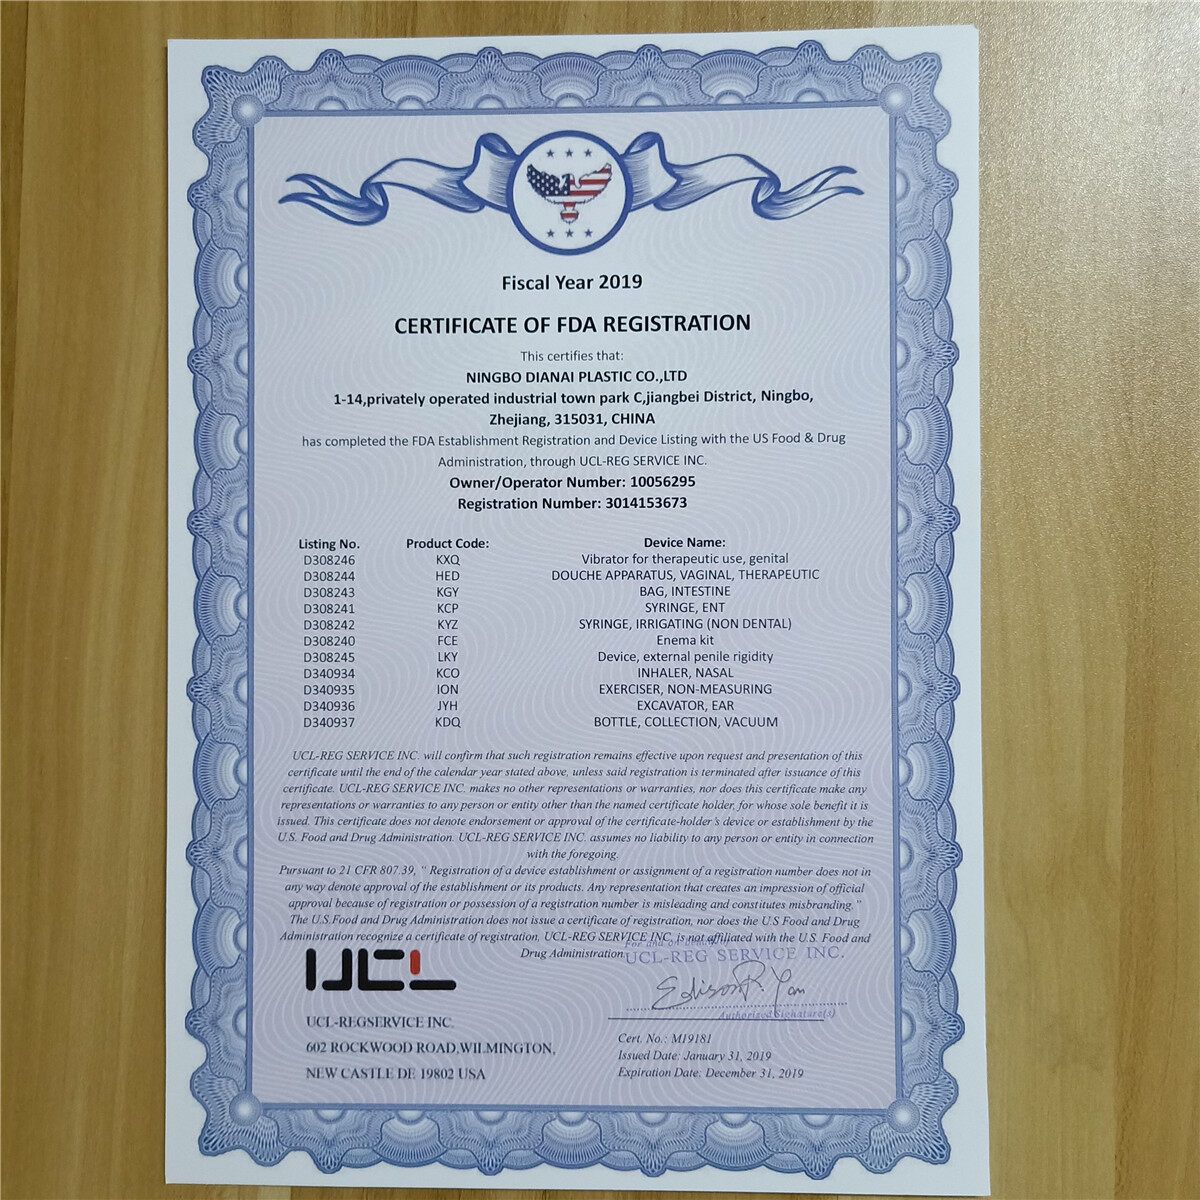 Fiscal Year 2019
CERTIFICATE OF FDA REGISTRATION
This certifies that:
NINGBO DIANAI PLASTIC CO.,LTD
1-14,privately operated industrial town park C,jiangbei District, Ningbo,
Zhejiang, 315031, CHINA
has completed the FDA Establishment Registration and Device Listing with the US Food & Drug
Administration, through UCL-REG SERVICE INC.
Owner/Operator Number: 10056295
Registration Number: 3014153673
Listing No. Product Code: Device Name:
D308246 KXQ Vibrator for therapeutic use, genital
D308244 HED DOUCHE APPARATUS, VAGINAL, THERAPEUTIC
D308243 KGY BAG, INTESTINE
D308241 KCP SYRINGE, ENT
D308242 KYZ SYRINGE, IRRIGATING (NON DENTAL)
D308240 FCE Enema kit
D308245 LKY Device, external penile rigidity
D340934 KCO INHALER, NASAL
D340935 ION EXERCISER, NON-MEASURING
D340936 JYH EXCAVATOR, EAR
D340937 KDQ BOTTLE, COLLECTION, VACUUM
UCL-REG SERVICE INC. will confirm that such registration remains effective upon request and presentation of this
certificate until the end of the calendar year stated above, unless said registration is terminated after issuance of this
certificate. UCL-REG SERVICE INC. makes no other representations or warranties, nor does this certificate make any
representations or warranties to any person or entity other than the named certificate holder, for whose sole benefit it is
issued. This certificate does not denote endorsement or approval of the certificate-holder's device or establishment by the
U.S. Food and Drug Administration. UCL-REG SERVICE INC. assumes no liability to any person or entity in connection
with the foregoing.
Pursuant to 21 CFR 807.39, " Registration of a device establishment or assignment of a registration number does not in
any way denote approval of the establishment or its products. Any representation that creates an impression of official
approval because of registration or possession of a registration number is misleading and constitutes misbranding. "
The U.S.Food and Drug Administration does not issue a certificate of registration, nor does the U.S Food and Drug
Administration recognize a certificate of registration, UCL-REG SERVICE INC. is not affiliated with the U.S. Food and
Drug Administration.
For and on behalf of
UCL-REG SERVICE INC.
Edison R. Yan
Authorized Signature(s)
UCL
UCL-REGSERVICE INC.
602 ROCKWOOD ROAD,WILMINGTON,
NEW CASTLE DE 19802 USA
Cert. No.: M19181
Issued Date: January 31, 2019
Expiration Date: December 31, 2019